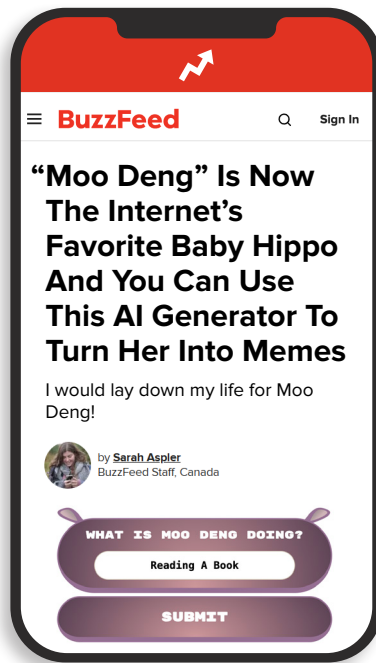 BuzzFeed
Sign In
“Moo Deng” Is Now
The Internet’s
Favorite Baby Hippo
And You Can Use
This AI Generator To
Turn Her Into Memes
I would lay down my life for Moo
Deng!
by Sarah Aspler
BuzzFeed Staff, Canada
WHAT IS MOO DENG DOING?
Reading A Book
SUBMIT